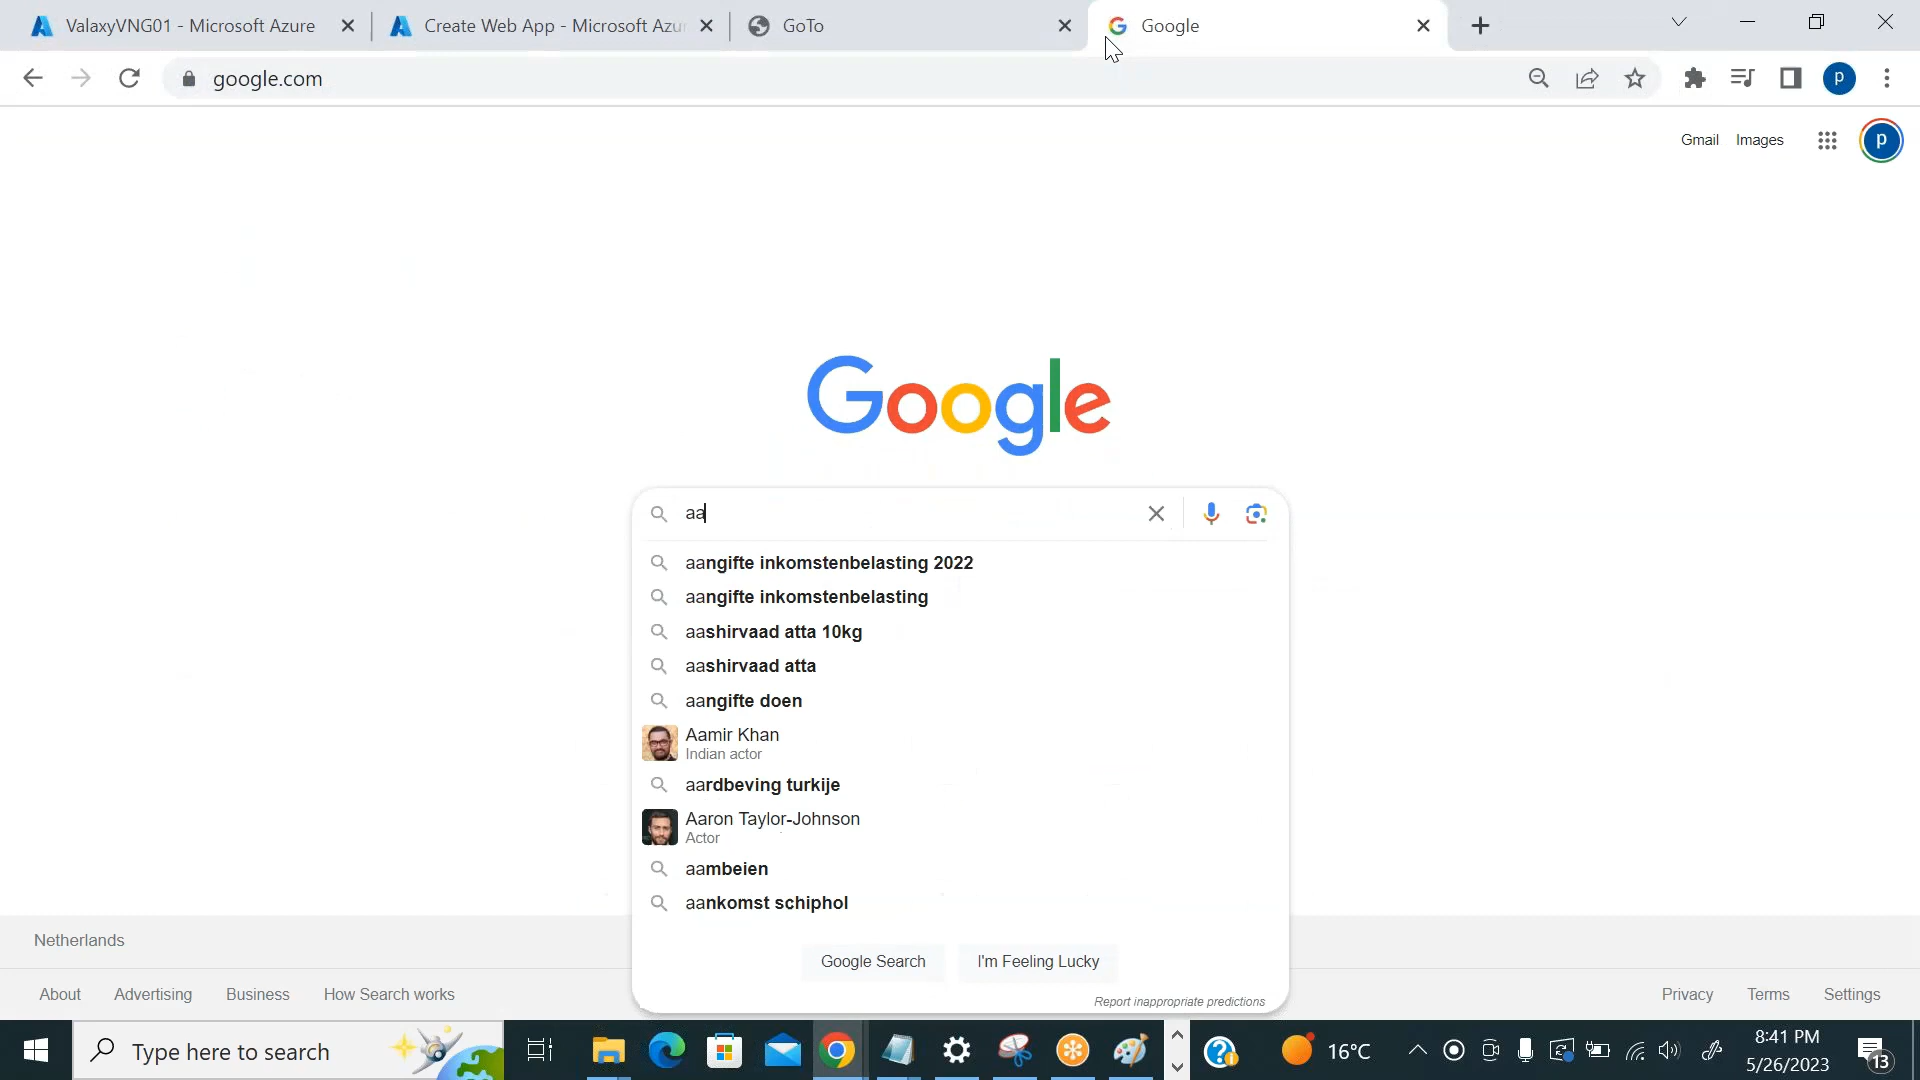 ValaxyVNG01 - Microsoft Azure
Create Web App - Microsoft Azur
GoTo
Google
google.com
p
Gmail
Images
p
Google
aa
aangifte inkomstenbelasting 2022
aangifte inkomstenbelasting
aashirvaad atta 10kg
aashirvaad atta
aangifte doen
Aamir Khan
Indian actor
aardbeving turkije
Aaron Taylor-Johnson
Actor
aambeien
aankomst schiphol
Netherlands
Google Search
I'm Feeling Lucky
About
Advertising
Business
How Search works
Report inappropriate predictions
Privacy
Terms
Settings
Type here to search
16°C
8:41 PM
5/26/2023
13